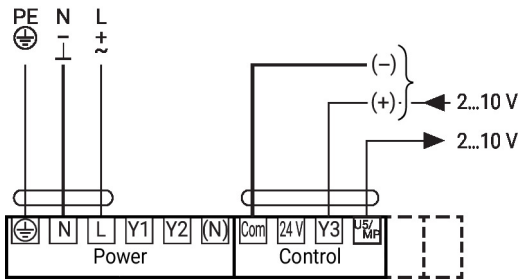 PE N L
– +
⊥ ~
(–)
(+) 2...10 V
2...10 V
N L Y1 Y2 (N) Com 24 V Y3 U5/MP
Power Control